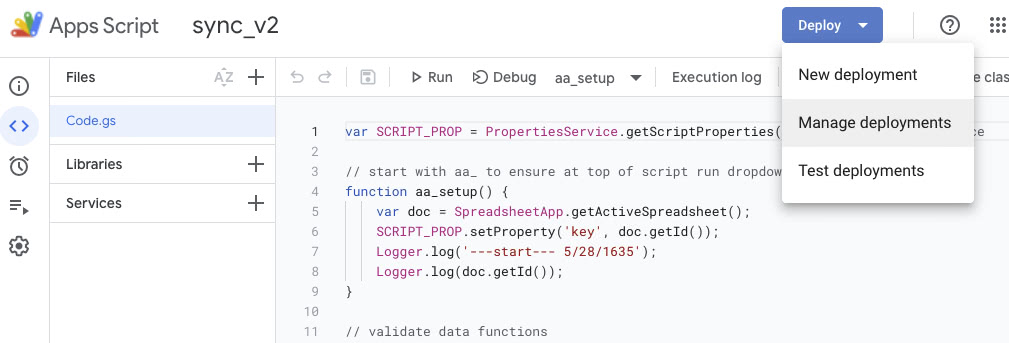 Apps Script sync_v2 Deploy
New deployment
Manage deployments
Test deployments
Files AZ
Run Debug aa_setup Execution log e clas
Code.gs
Libraries
Services
1 var SCRIPT_PROP = PropertiesService.getScriptProperties( ce
2
3 // start with aa_ to ensure at top of script run dropdow
4 function aa_setup() {
5 var doc = SpreadsheetApp.getActiveSpreadsheet();
6 SCRIPT_PROP.setProperty('key', doc.getId());
7 Logger.log('---start--- 5/28/1635');
8 Logger.log(doc.getId());
9 }
10
11 // validate data functions